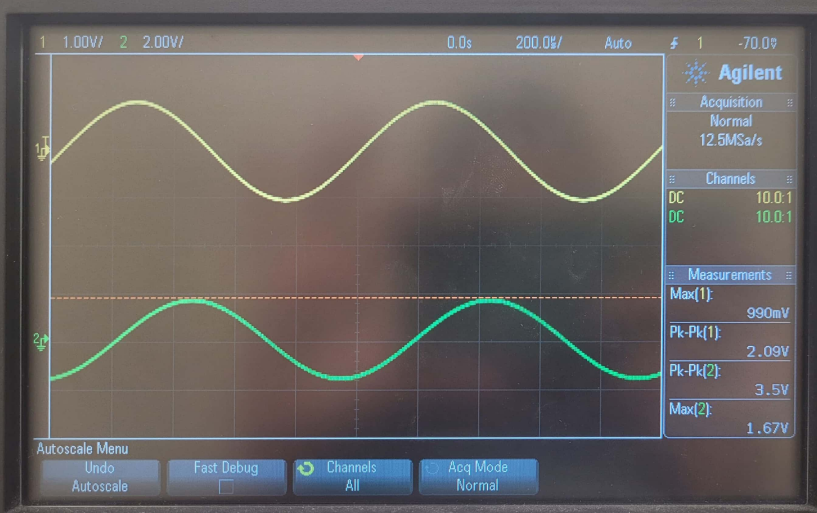 1 1.00V/ 2 2.00V/ 0.0s 200.0µ/ Auto 1 -70.0V
Agilent
Acquisition
Normal
12.5MSa/s
Channels
DC 10.0:1
DC 10.0:1
Measurements
Max(1):
990mV
Pk-Pk(1):
2.09V
Pk-Pk(2):
3.5V
Max(2):
1.67V
1
2
Autoscale Menu
Undo
Autoscale
Fast Debug
Channels
All
Acq Mode
Normal